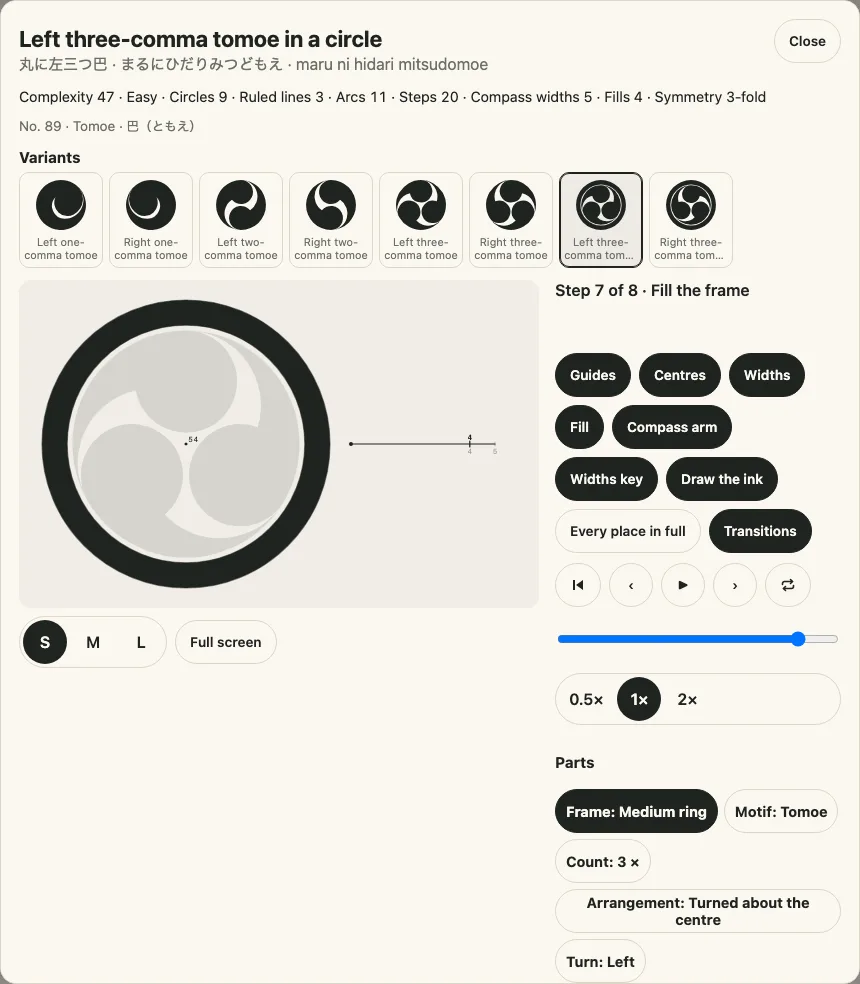 Left three-comma tomoe in a circle
Close
丸に左三つ巴 · まるにひだりみつどもえ · maru ni hidari mitsudomoe
Complexity 47 · Easy · Circles 9 · Ruled lines 3 · Arcs 11 · Steps 20 · Compass widths 5 · Fills 4 · Symmetry 3-fold
No. 89 · Tomoe · 巴（ともえ）
Variants
Left one-
comma tomoe
Right one-
comma tomoe
Left two-
comma tomoe
Right two-
comma tomoe
Left three-
comma tomoe
Right three-
comma tomoe
Left three-
comma tom...
Right three-
comma tom...
54
4
4 5
Step 7 of 8 · Fill the frame
Guides Centres Widths
Fill Compass arm
Widths key Draw the ink
Every place in full Transitions
S M L Full screen
0.5× 1× 2×
Parts
Frame: Medium ring Motif: Tomoe
Count: 3 ×
Arrangement: Turned about the
centre
Turn: Left